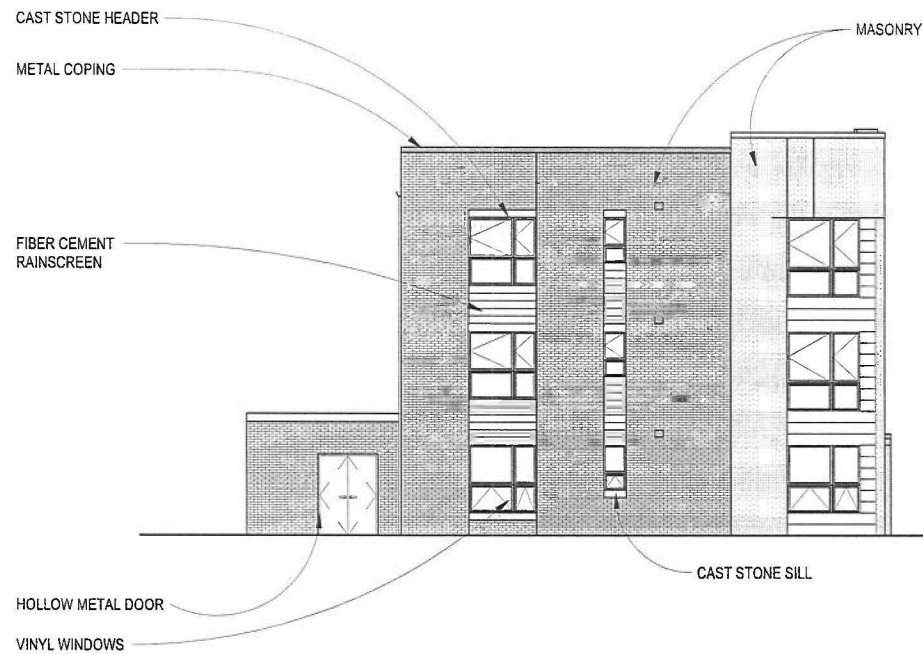 CAST STONE HEADER
METAL COPING
MASONRY
FIBER CEMENT
RAINSCREEN
CAST STONE SILL
HOLLOW METAL DOOR
VINYL WINDOWS